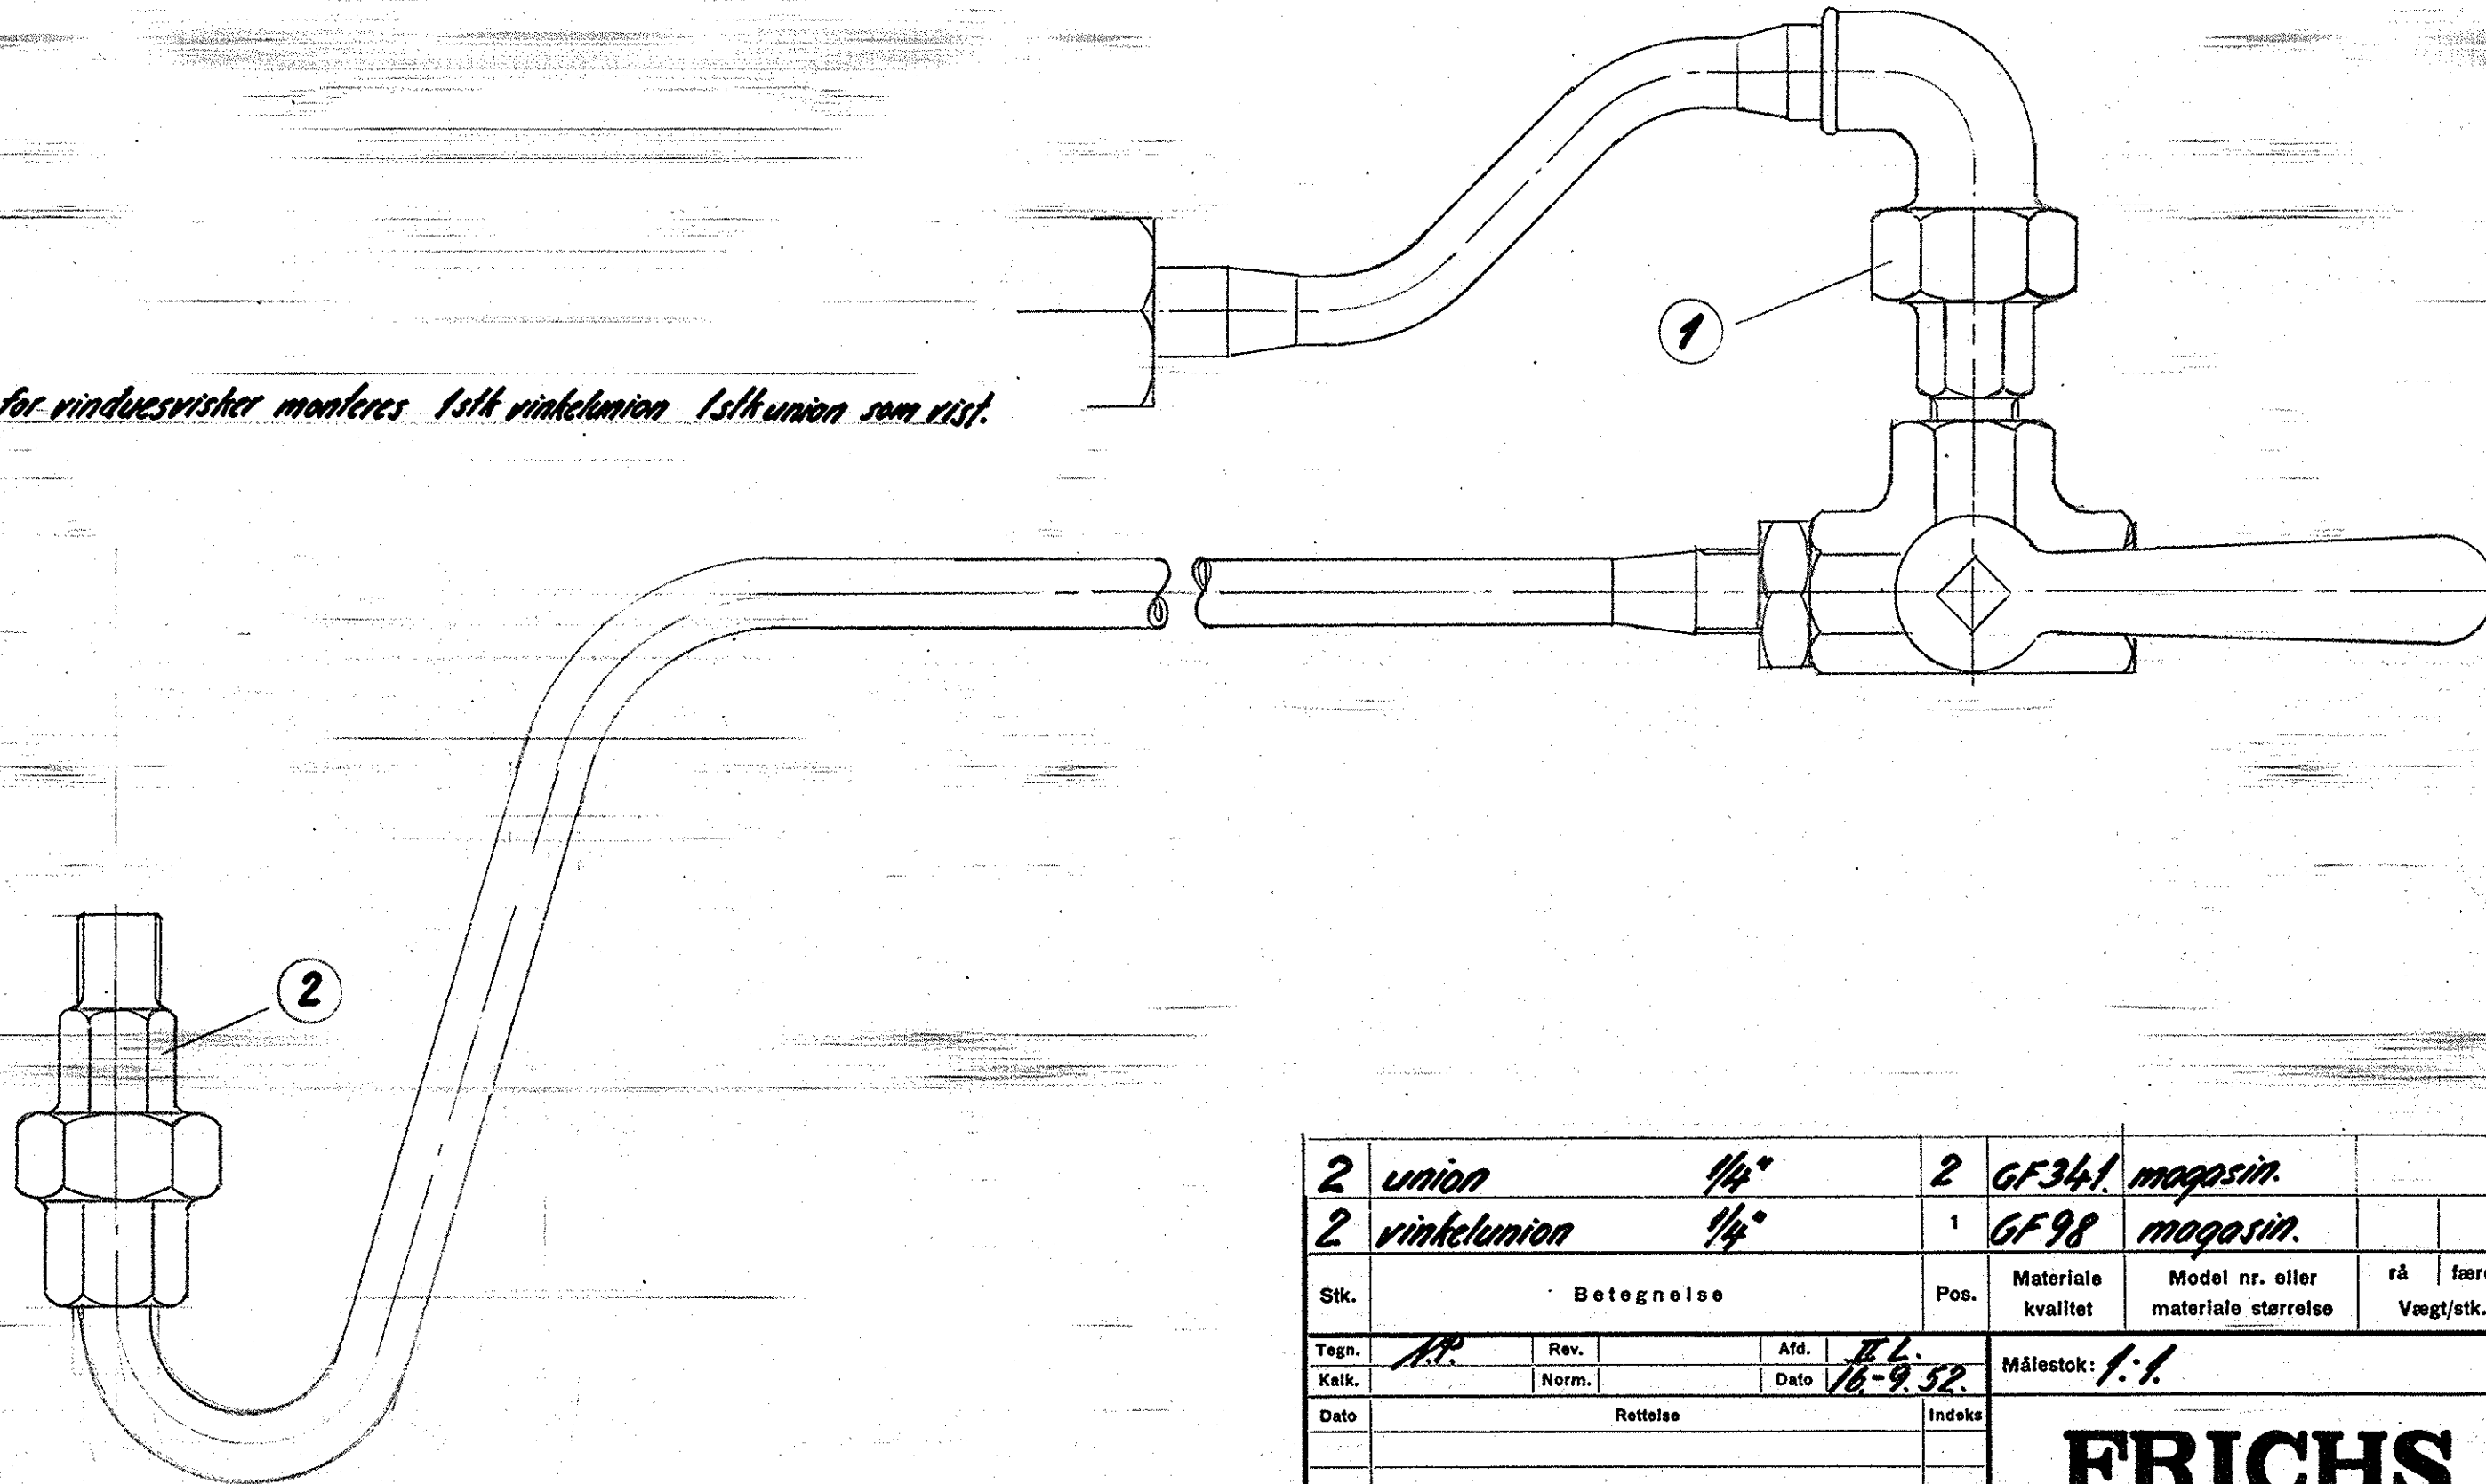 for vinduesvisker monteres 1stk vinkelunion 1stk union som vist.
1
2
2 union 1/4" 2 GF341. magasin.
2 vinkelunion 1/4" 1 GF98 magasin.
Stk. Betegnelse Pos. Materiale kvalitet Model nr. eller materiale størrelse rå Vægt/stk.
Tegn. Rev. Afd. II L.
Kalk. Norm. Dato 16-9.52.
Målestok: 1:1.
Dato Rettelse Indeks
FRICHS